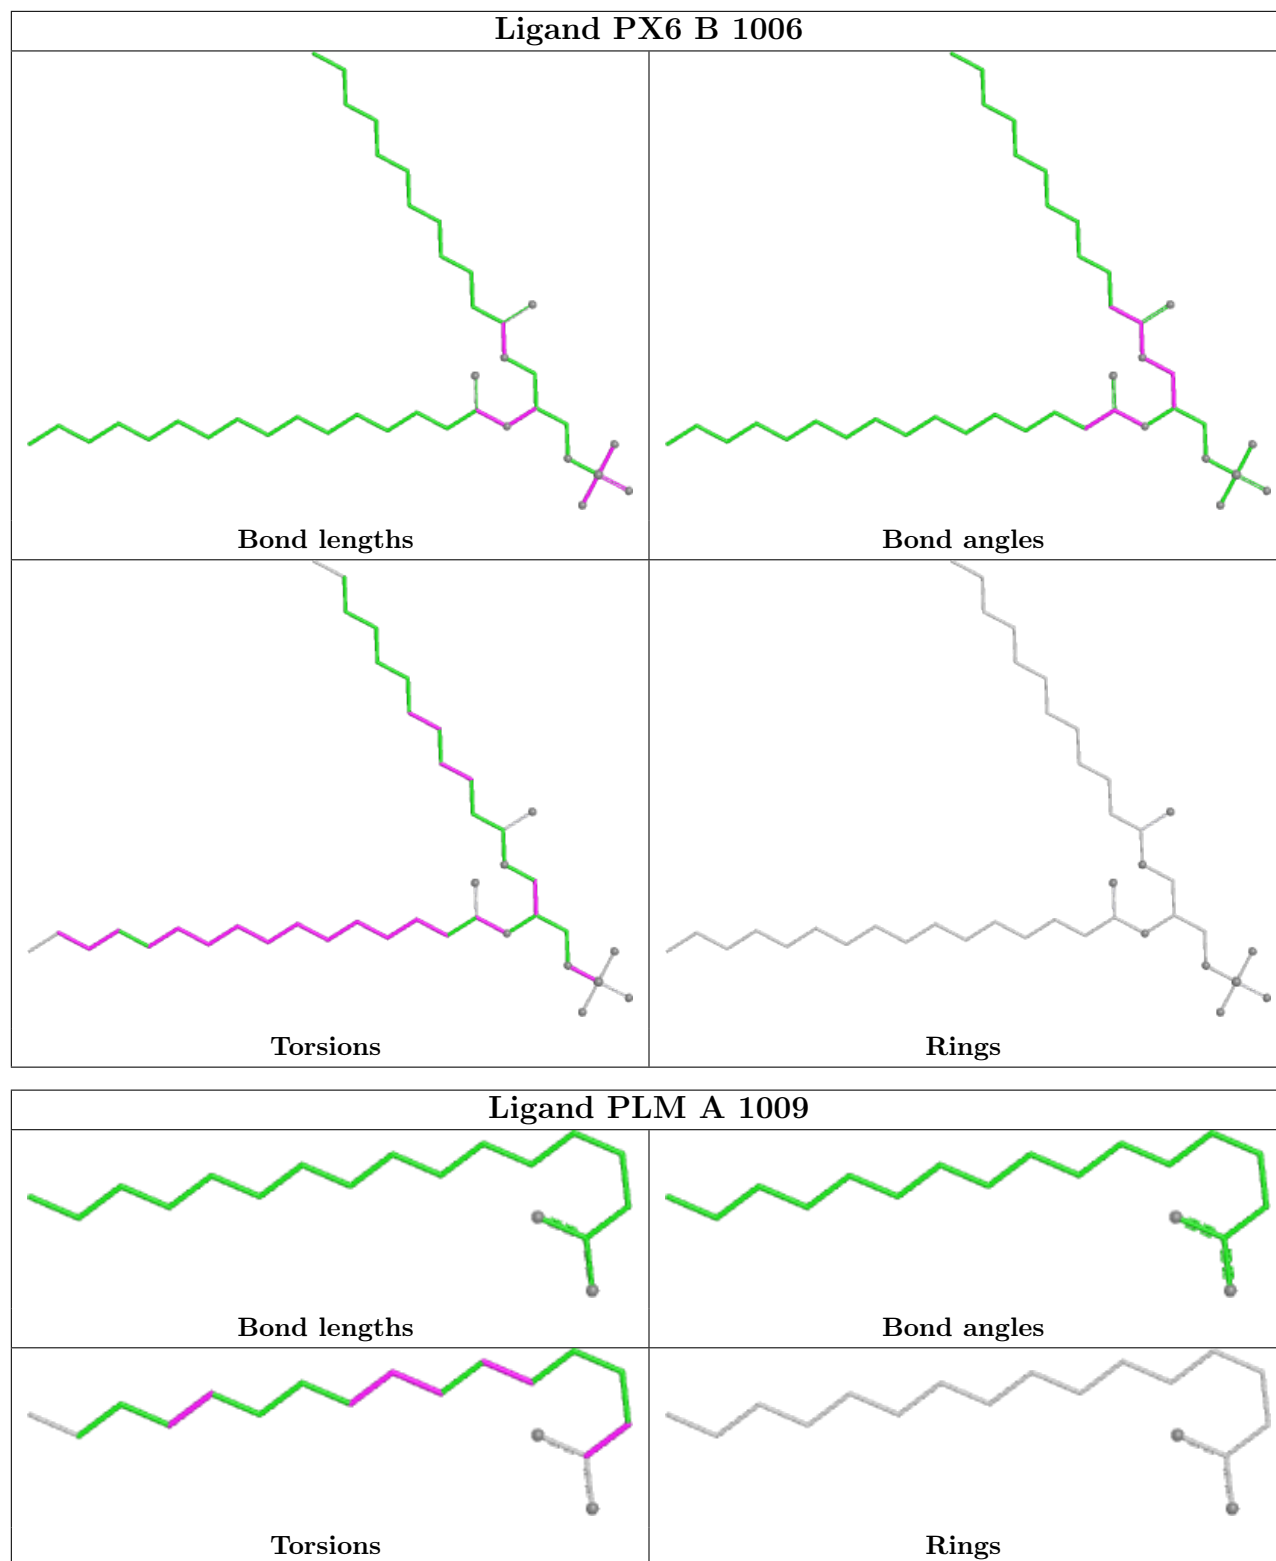 Ligand PX6 B 1006
Bond lengths
Bond angles
Torsions
Rings
Ligand PLM A 1009
Bond lengths
Bond angles
Torsions
Rings